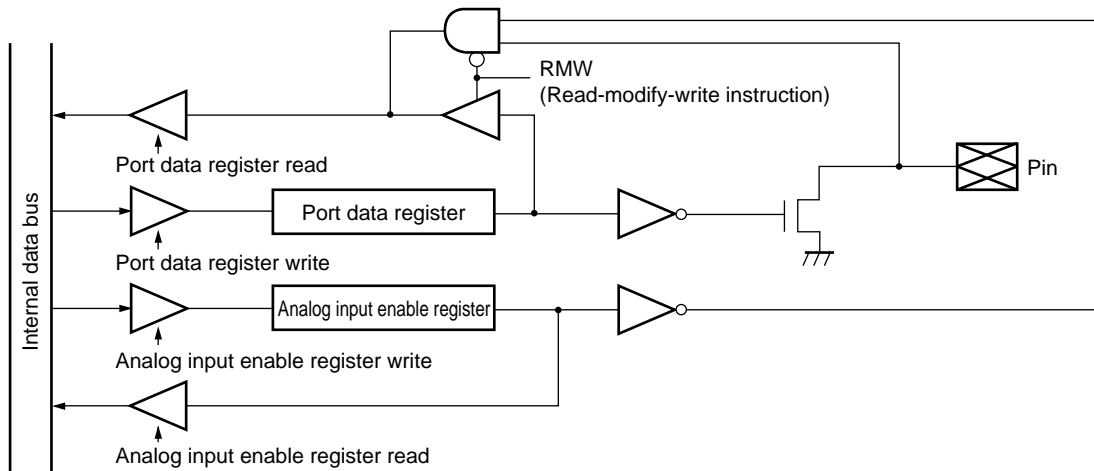 RMW
(Read-modify-write instruction)
Port data register read
Pin
Port data register
Internal data bus
Port data register write
Analog input enable register
Analog input enable register write
Analog input enable register read